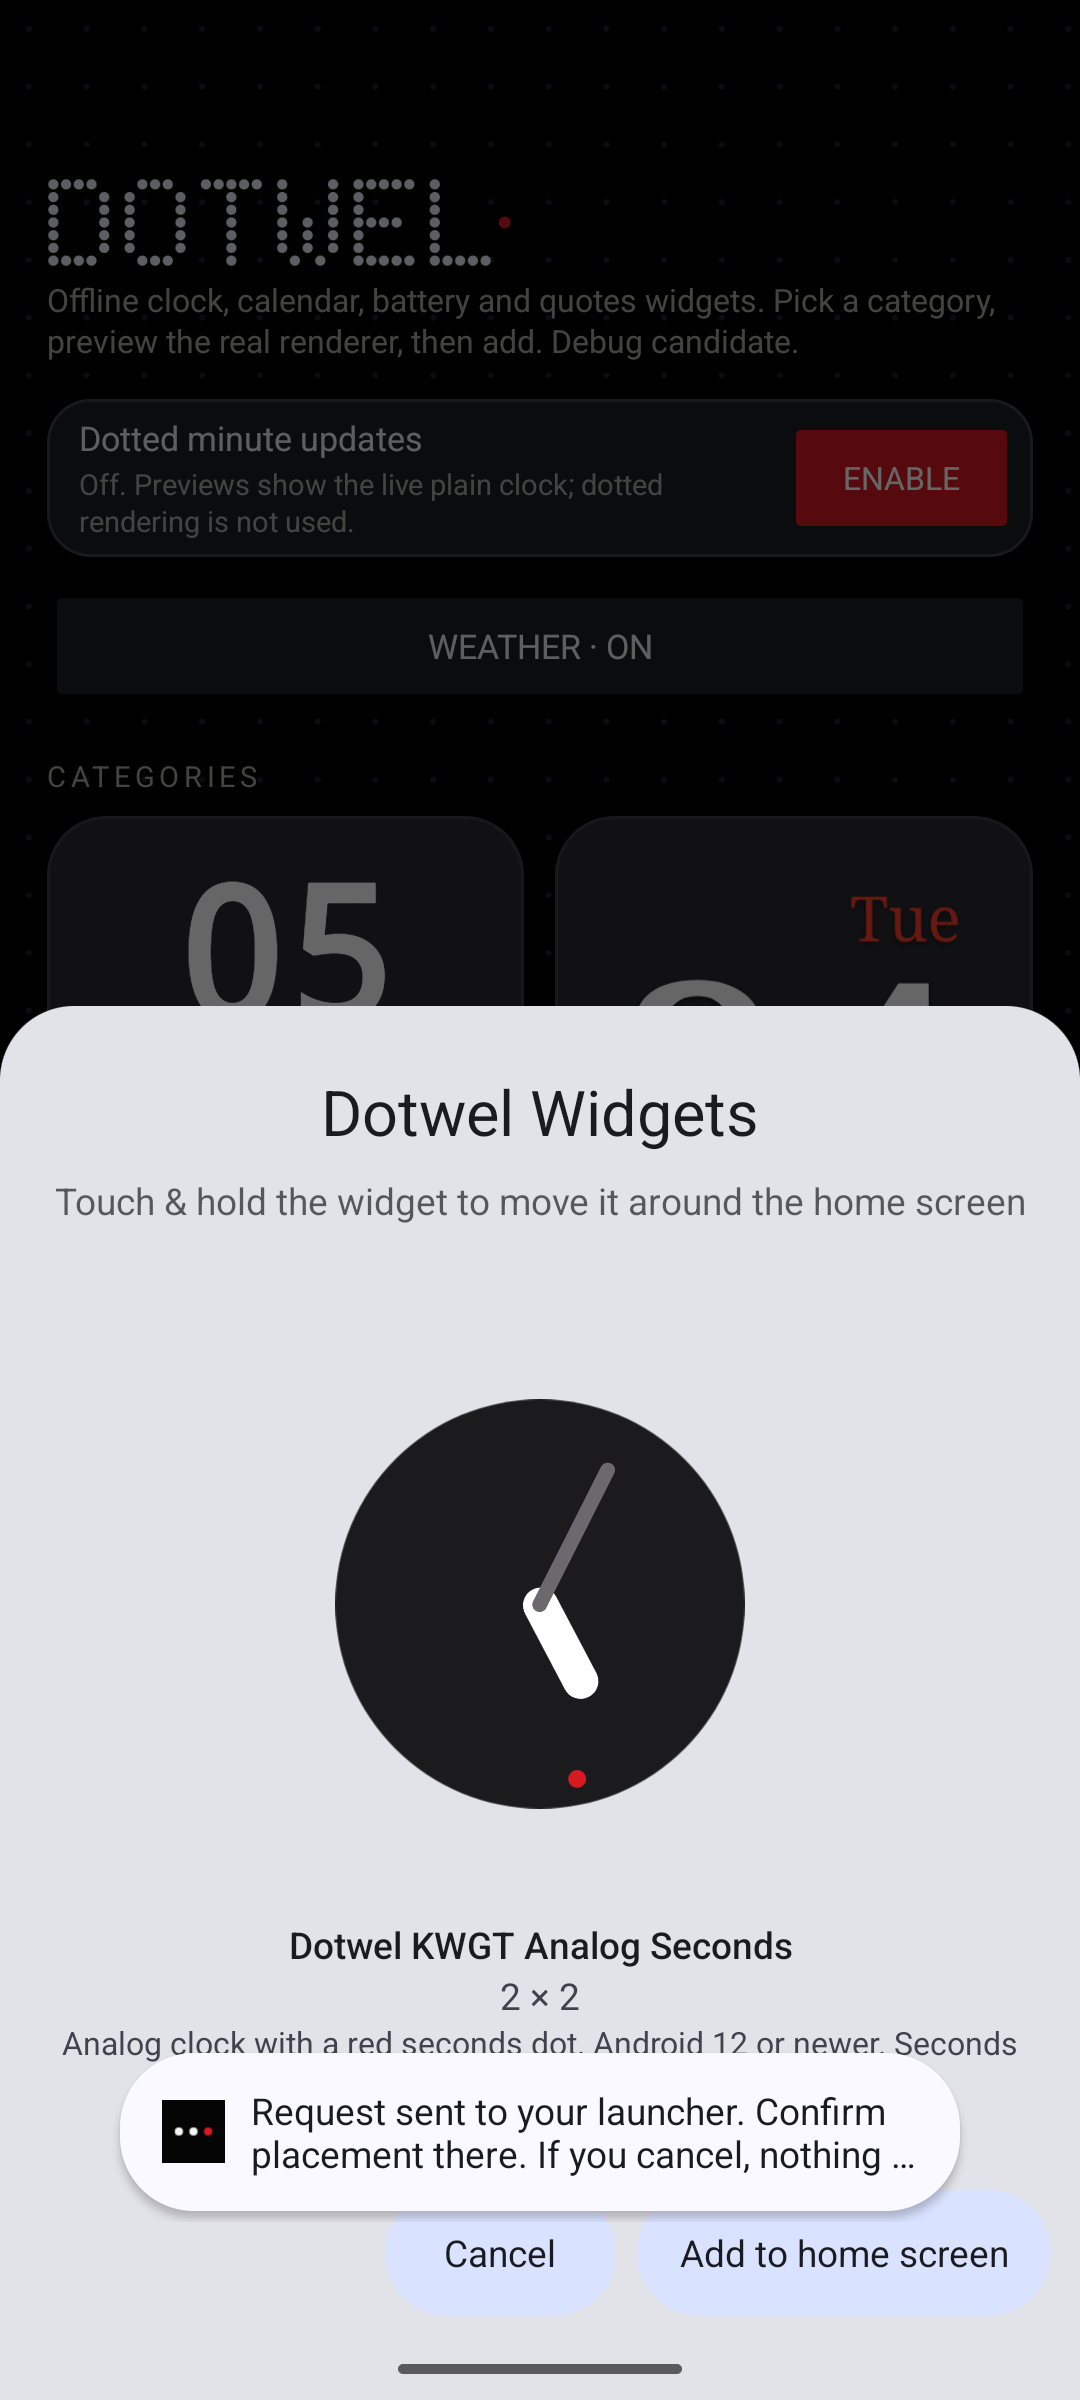 DOTWEL
Offline clock, calendar, battery and quotes widgets. Pick a category,
preview the real renderer, then add. Debug candidate.
Dotted minute updates
Off. Previews show the live plain clock; dotted
rendering is not used.
ENABLE
WEATHER · ON
CATEGORIES
05
Tue
Dotwel Widgets
Touch & hold the widget to move it around the home screen
Dotwel KWGT Analog Seconds
2 × 2
Analog clock with a red seconds dot. Android 12 or newer. Seconds
Request sent to your launcher. Confirm
placement there. If you cancel, nothing ...
Cancel
Add to home screen